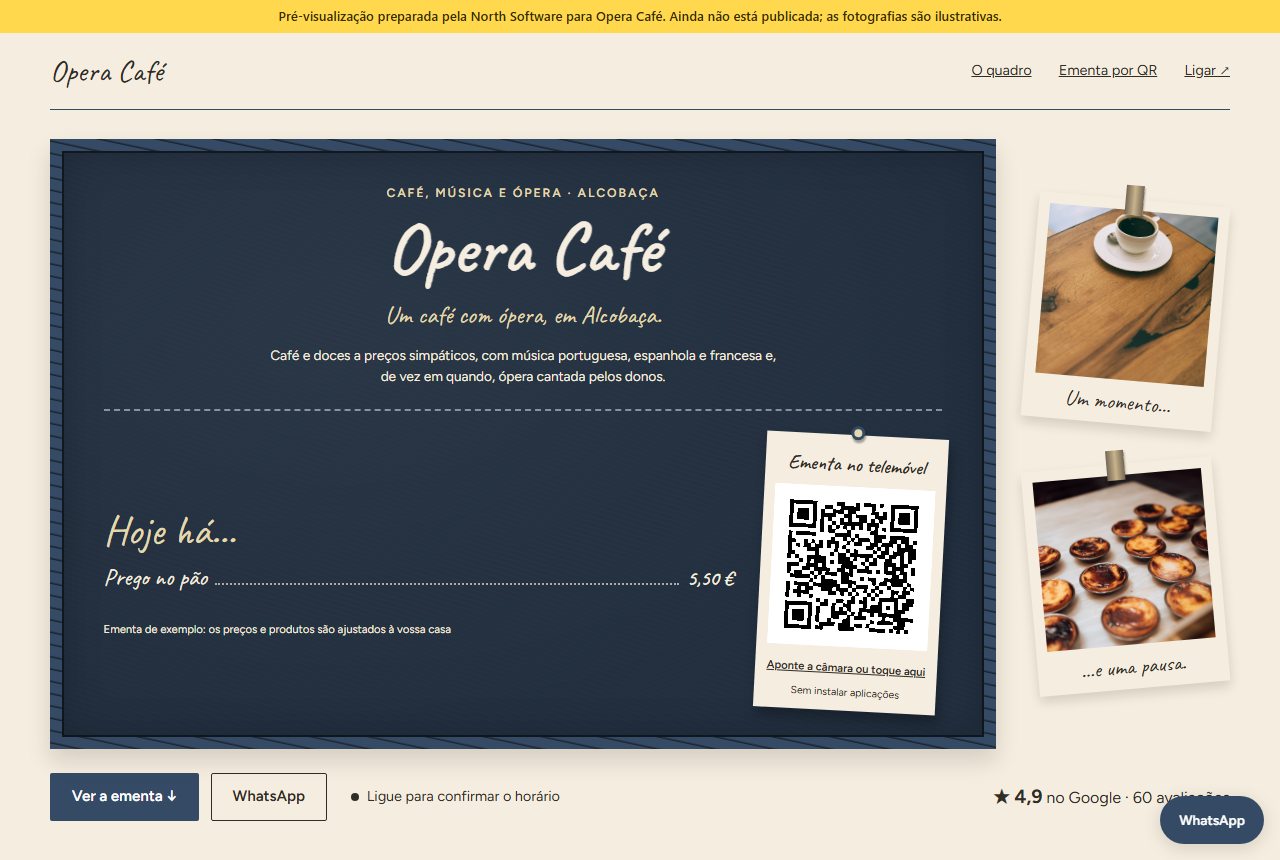 Pré-visualização preparada pela North Software para Opera Café. Ainda não está publicada; as fotografias são ilustrativas.
Opera Café
O quadro
Ementa por QR
Ligar ↗
CAFÉ, MÚSICA E ÓPERA · ALCOBAÇA
Opera Café
Um café com ópera, em Alcobaça.
Café e doces a preços simpáticos, com música portuguesa, espanhola e francesa e,
de vez em quando, ópera cantada pelos donos.
Hoje há...
Prego no pão 5,50 €
Ementa de exemplo: os preços e produtos são ajustados à vossa casa
Ementa no telemóvel
Aponte a câmara ou toque aqui
Sem instalar aplicações
Um momento...
...e uma pausa.
Ver a ementa ↓
WhatsApp
Ligue para confirmar o horário
★ 4,9 no Google · 60
WhatsApp